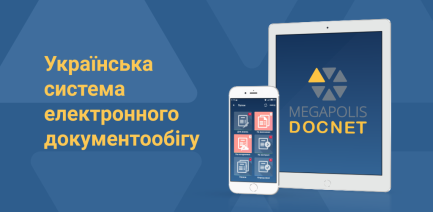 Українська
система
електронного
документообігу
MEGAPOLIS
DOCNET